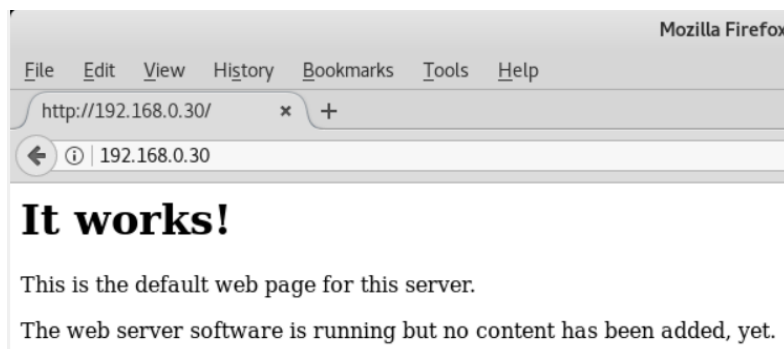 Mozilla Firefox
File Edit View History Bookmarks Tools Help
http://192.168.0.30/ × +
192.168.0.30
It works!
This is the default web page for this server.
The web server software is running but no content has been added, yet.